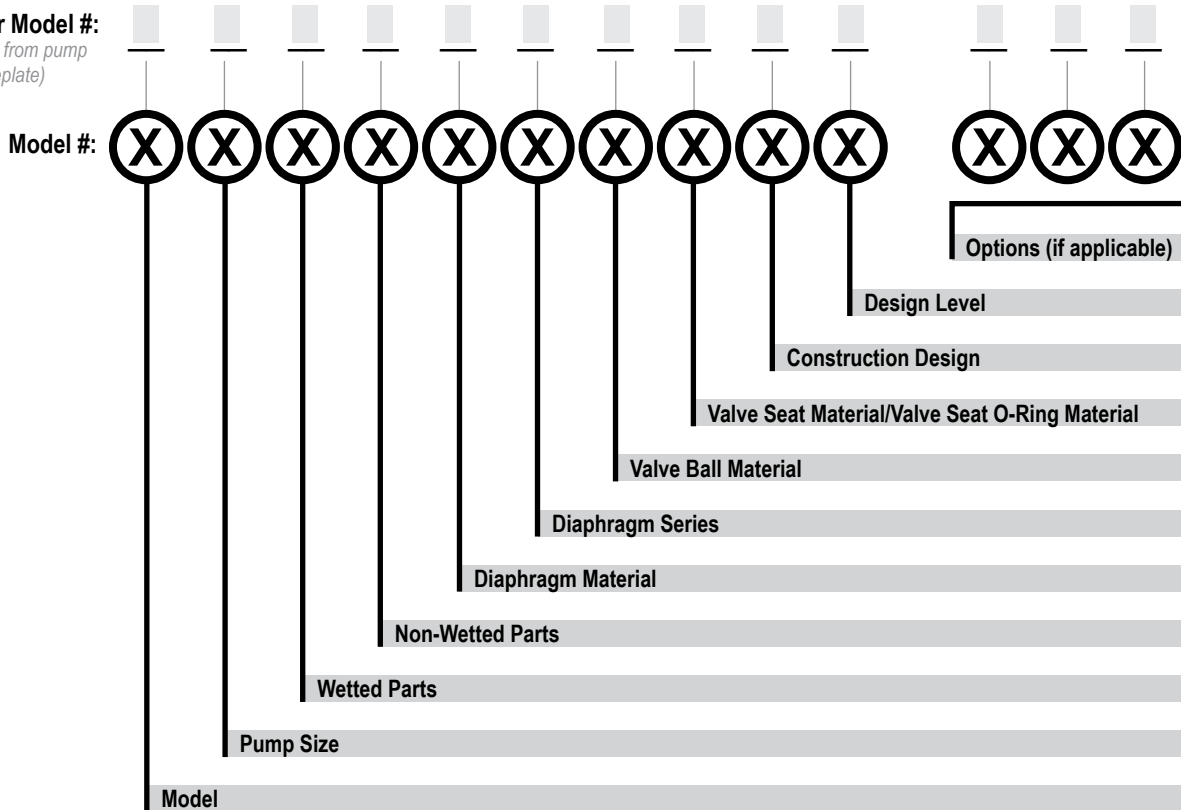 r Model #:
from pump
plate)
Model #: X X X X X X X X X X X X X
Options (if applicable)
Design Level
Construction Design
Valve Seat Material/Valve Seat O-Ring Material
Valve Ball Material
Diaphragm Series
Diaphragm Material
Non-Wetted Parts
Wetted Parts
Pump Size
Model